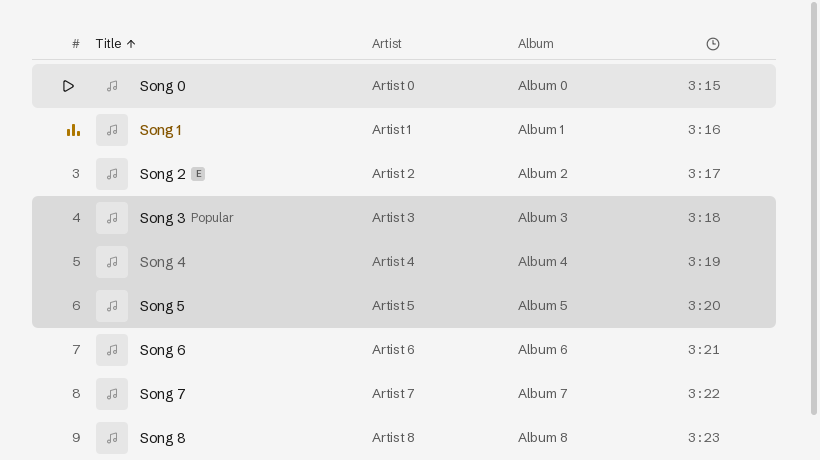 # Title ↑ Artist Album
Song 0 Artist 0 Album 0 3:15
Song 1 Artist 1 Album 1 3:16
3 Song 2 E Artist 2 Album 2 3:17
4 Song 3 Popular Artist 3 Album 3 3:18
5 Song 4 Artist 4 Album 4 3:19
6 Song 5 Artist 5 Album 5 3:20
7 Song 6 Artist 6 Album 6 3:21
8 Song 7 Artist 7 Album 7 3:22
9 Song 8 Artist 8 Album 8 3:23